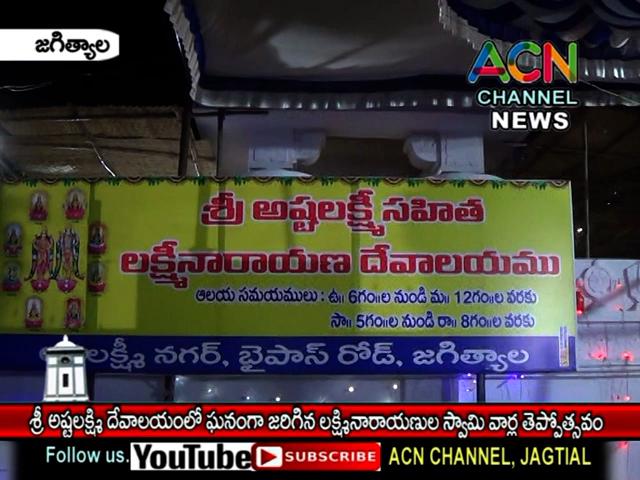 జగిత్యాల
ACN
CHANNEL
NEWS
శ్రీ అష్టలక్ష్మీ సహిత
లక్ష్మీనారాయణ దేవాలయము
ఆలయ సమయములు : ఉ॥ 6గం॥ల నుండి మ॥ 12గం॥ల వరకు
సా॥ 5గం॥ల నుండి రా॥ 8గం॥ల వరకు
లక్ష్మీ నగర్, బైపాస్ రోడ్, జగిత్యాల
శ్రీ అష్టలక్ష్మి దేవాలయంలో ఘనంగా జరిగిన లక్ష్మినారాయణుల స్వామి వార్ల తెప్పోత్సవం
Follow us. YouTube SUBSCRIBE ACN CHANNEL, JAGTIAL